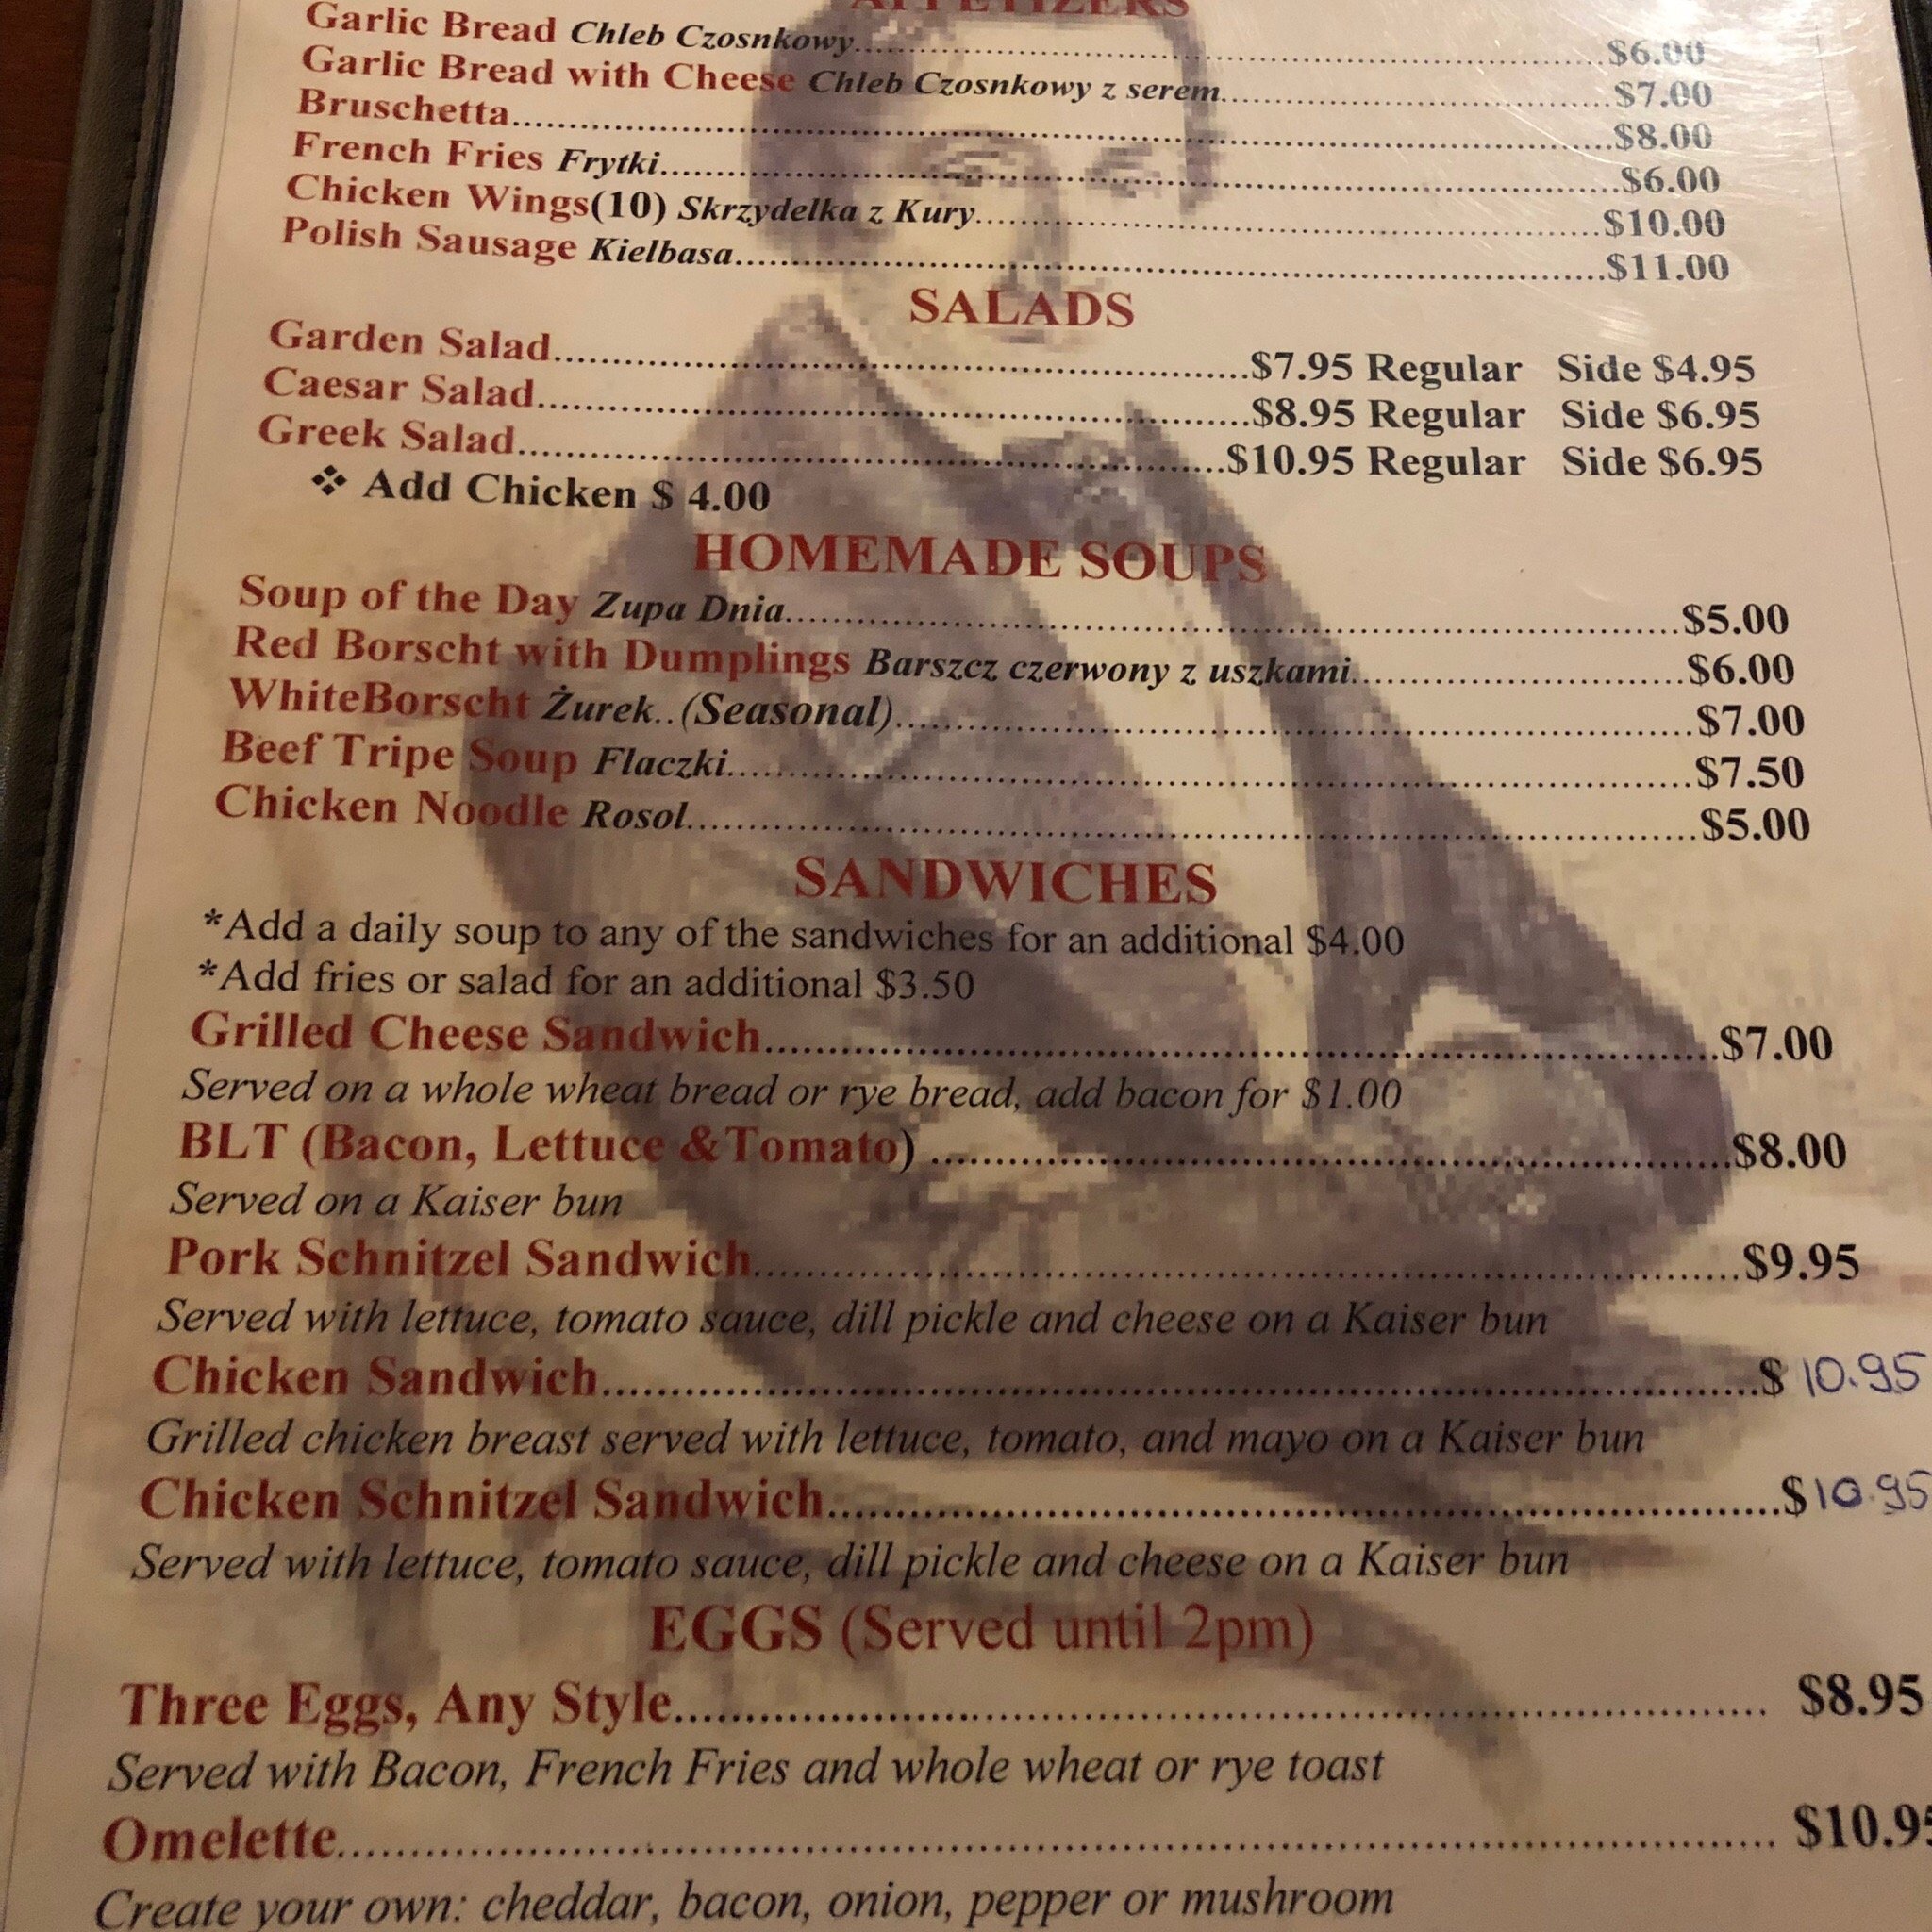 APPETIZERS
Garlic Bread Chleb Czosnkowy........................................$6.00
Garlic Bread with Cheese Chleb Czosnkowy z serem........................................$7.00
Bruschetta........................................$8.00
French Fries Frytki........................................$6.00
Chicken Wings(10) Skrzydelka z Kury........................................$10.00
Polish Sausage Kielbasa........................................$11.00
SALADS
Garden Salad........................................$7.95 Regular Side $4.95
Caesar Salad........................................$8.95 Regular Side $6.95
Greek Salad........................................$10.95 Regular Side $6.95
❖ Add Chicken $ 4.00
HOMEMADE SOUPS
Soup of the Day Zupa Dnia........................................$5.00
Red Borscht with Dumplings Barszcz czerwony z uszkami........................................$6.00
WhiteBorscht Żurek..(Seasonal)........................................$7.00
Beef Tripe Soup Flaczki........................................$7.50
Chicken Noodle Rosol........................................$5.00
SANDWICHES
*Add a daily soup to any of the sandwiches for an additional $4.00
*Add fries or salad for an additional $3.50
Grilled Cheese Sandwich........................................$7.00
Served on a whole wheat bread or rye bread, add bacon for $1.00
BLT (Bacon, Lettuce &Tomato) ........................................$8.00
Served on a Kaiser bun
Pork Schnitzel Sandwich........................................$9.95
Served with lettuce, tomato sauce, dill pickle and cheese on a Kaiser bun
Chicken Sandwich........................................$ 10.95
Grilled chicken breast served with lettuce, tomato, and mayo on a Kaiser bun
Chicken Schnitzel Sandwich........................................$10.95
Served with lettuce, tomato sauce, dill pickle and cheese on a Kaiser bun
EGGS (Served until 2pm)
Three Eggs, Any Style........................................ $8.95
Served with Bacon, French Fries and whole wheat or rye toast
Omelette........................................ $10.95
Create your own: cheddar, bacon, onion, pepper or mushroom